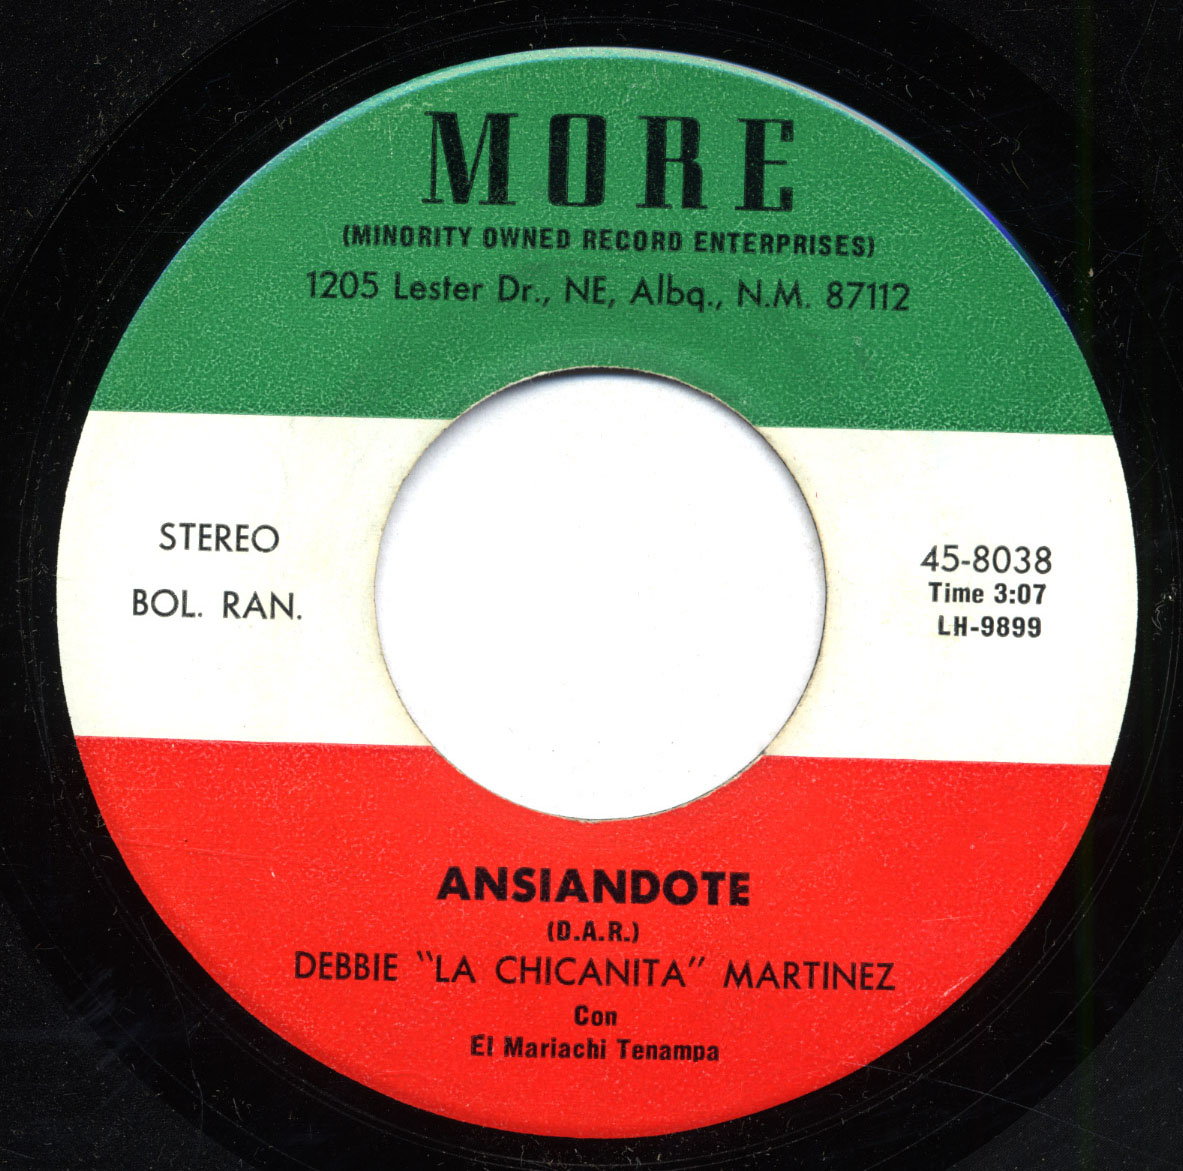 MORE
(MINORITY OWNED RECORD ENTERPRISES)
1205 Lester Dr., NE, Albq., N.M. 87112
STEREO
BOL. RAN.
45-8038
Time 3:07
LH-9899
ANSIANDOTE
(D.A.R.)
DEBBIE "LA CHICANITA" MARTINEZ
Con
El Mariachi Tenampa